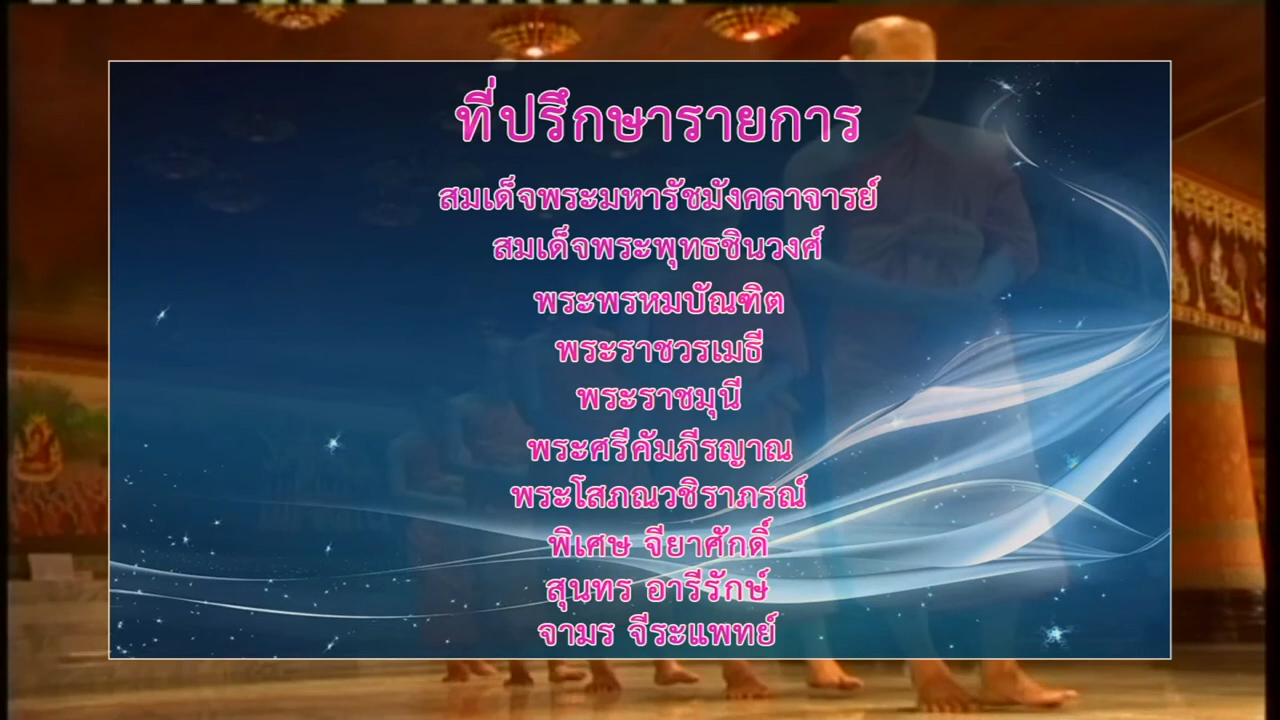 ที่ปรึกษารายการ
สมเด็จพระมหารัชมังคลาจารย์
สมเด็จพระพุทธชินวงศ์
พระพรหมบัณฑิต
พระราชวรเมธี
พระราชมุนี
พระศรีคัมภีรญาณ
พระโสภณวชิราภรณ์
พิเศษ จียาศักดิ์
สุนทร อารีรักษ์
จามร จีระแพทย์